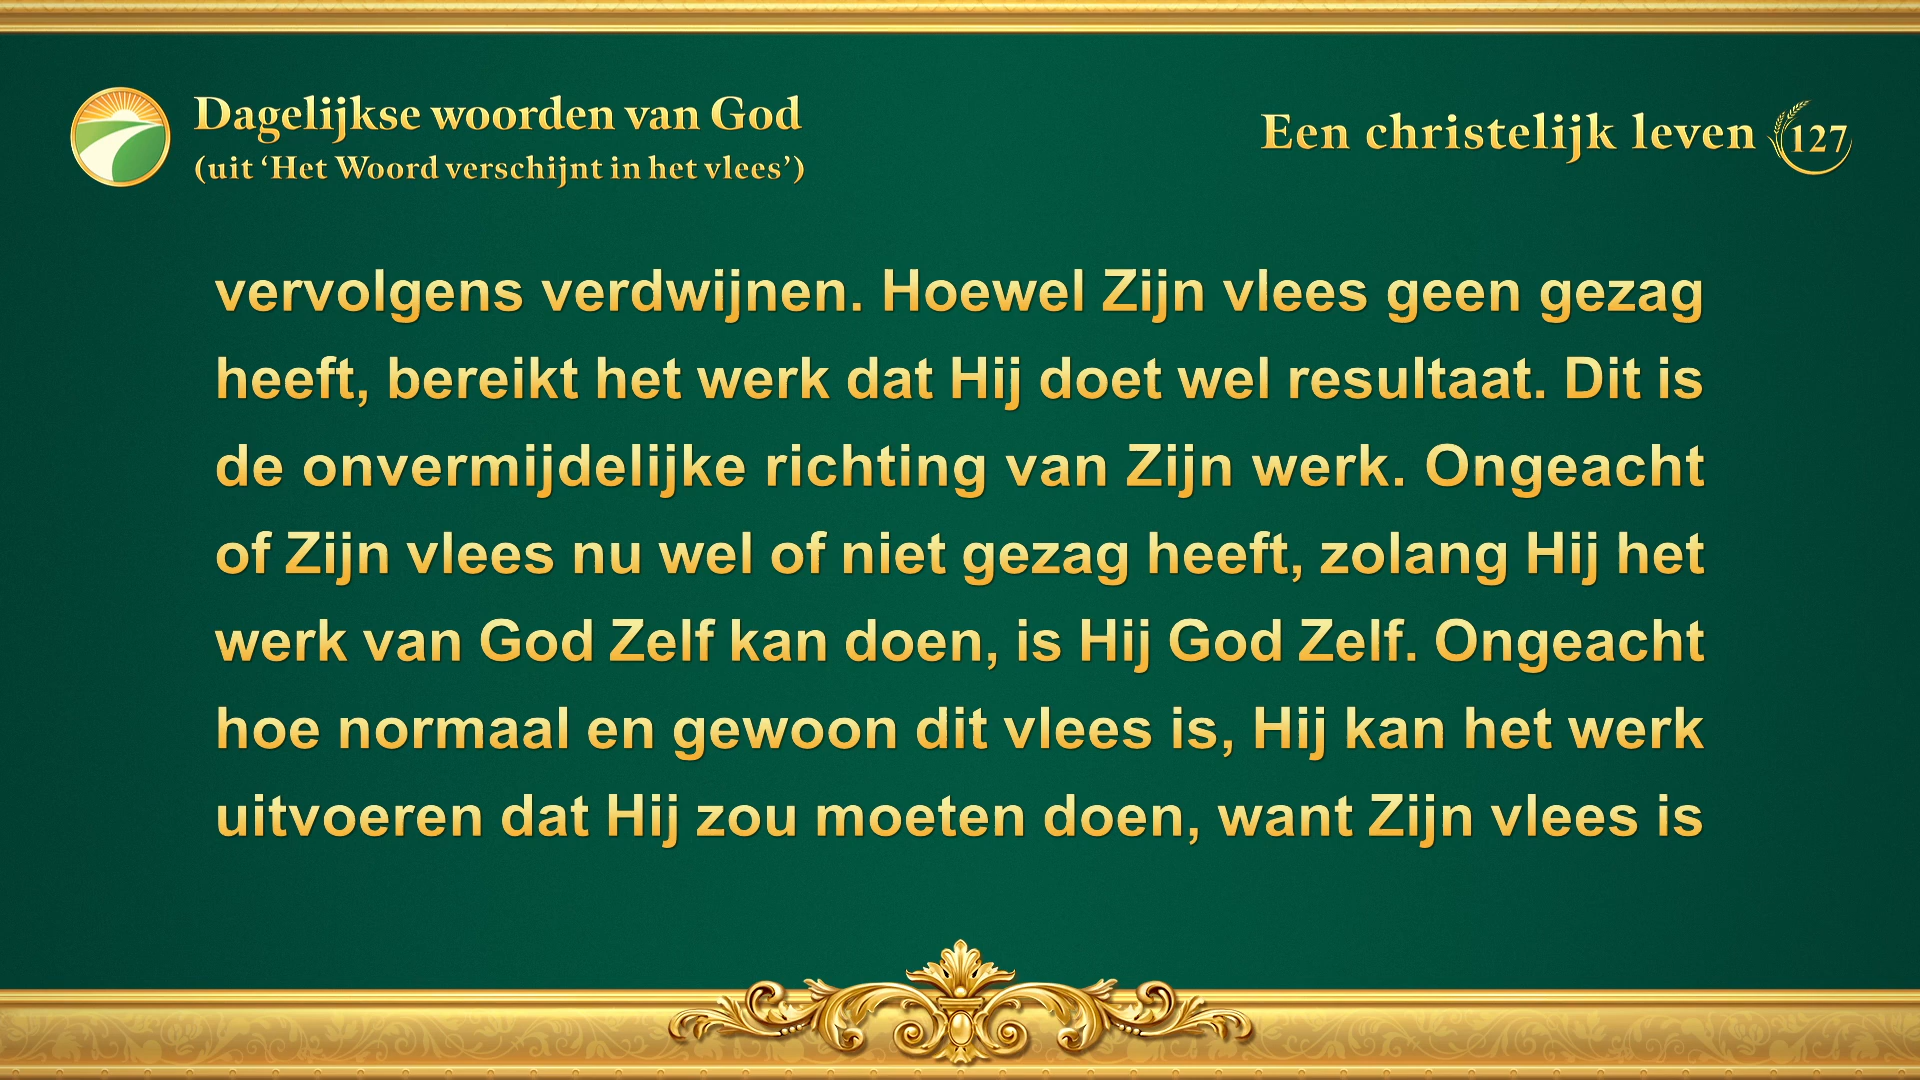 Dagelijkse woorden van God
(uit ‘Het Woord verschijnt in het vlees’)
Een christelijk leven 127
vervolgens verdwijnen. Hoewel Zijn vlees geen gezag
heeft, bereikt het werk dat Hij doet wel resultaat. Dit is
de onvermijdelijke richting van Zijn werk. Ongeacht
of Zijn vlees nu wel of niet gezag heeft, zolang Hij het
werk van God Zelf kan doen, is Hij God Zelf. Ongeacht
hoe normaal en gewoon dit vlees is, Hij kan het werk
uitvoeren dat Hij zou moeten doen, want Zijn vlees is